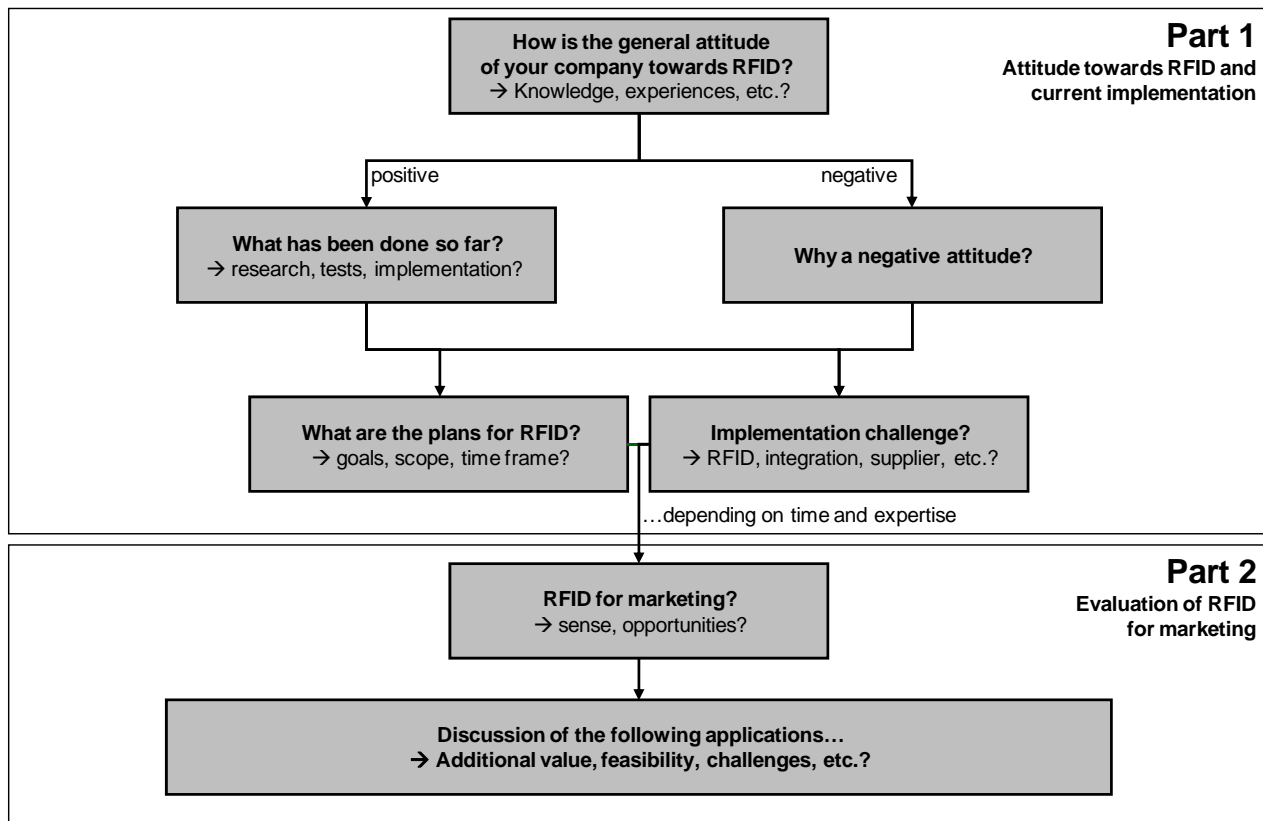 Part 1
Attitude towards RFID and
current implementation
How is the general attitude
of your company towards RFID?
→ Knowledge, experiences, etc.?
positive
negative
What has been done so far?
→ research, tests, implementation?
Why a negative attitude?
What are the plans for RFID?
→ goals, scope, time frame?
Implementation challenge?
→ RFID, integration, supplier, etc.?
…depending on time and expertise
Part 2
Evaluation of RFID
for marketing
RFID for marketing?
→ sense, opportunities?
Discussion of the following applications…
→ Additional value, feasibility, challenges, etc.?